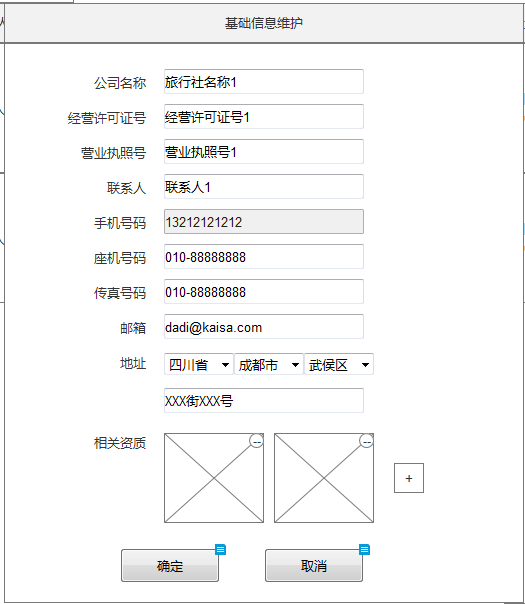 基础信息维护
公司名称 旅行社名称1
经营许可证号 经营许可证号1
营业执照号 营业执照号1
联系人 联系人1
手机号码 13212121212
座机号码 010-88888888
传真号码 010-88888888
邮箱 dadi@kaisa.com
地址 四川省 成都市 武侯区
XXX街XXX号
相关资质 -- -- +
确定 取消